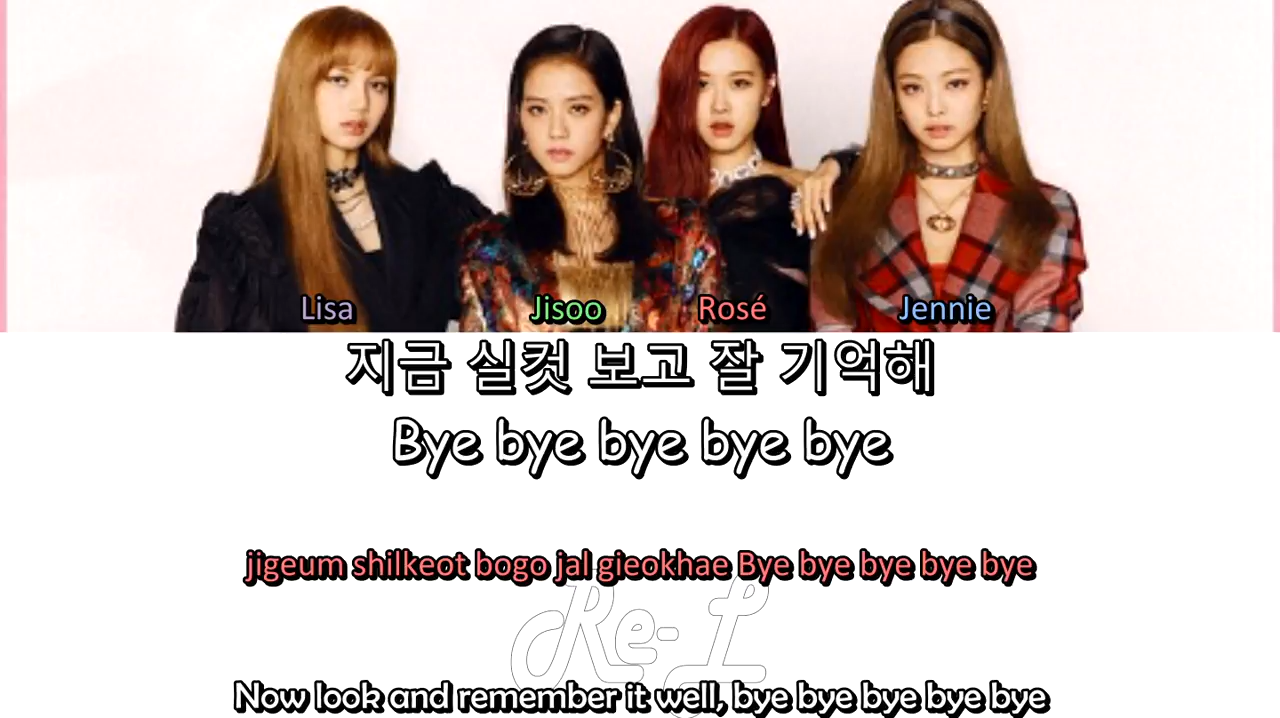 Lisa Jisoo Rosé Jennie
지금 실컷 보고 잘 기억해
Bye bye bye bye bye
jigeum shilkeot bogo jal gieokhae Bye bye bye bye bye
Re-L
Now look and remember it well, bye bye bye bye bye